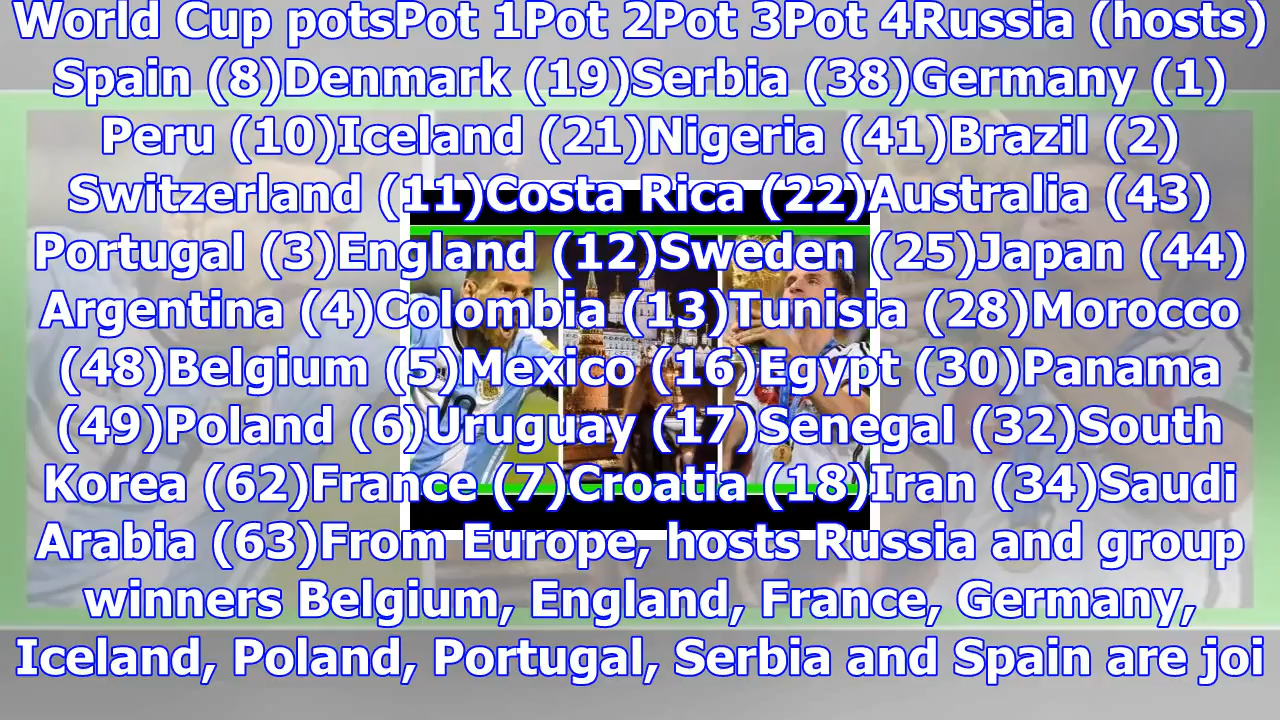 World Cup potsPot 1Pot 2Pot 3Pot 4Russia (hosts)
Spain (8)Denmark (19)Serbia (38)Germany (1)
Peru (10)Iceland (21)Nigeria (41)Brazil (2)
Switzerland (11)Costa Rica (22)Australia (43)
Portugal (3)England (12)Sweden (25)Japan (44)
Argentina (4)Colombia (13)Tunisia (28)Morocco
(48)Belgium (5)Mexico (16)Egypt (30)Panama
(49)Poland (6)Uruguay (17)Senegal (32)South
Korea (62)France (7)Croatia (18)Iran (34)Saudi
Arabia (63)From Europe, hosts Russia and group
winners Belgium, England, France, Germany,
Iceland, Poland, Portugal, Serbia and Spain are joi